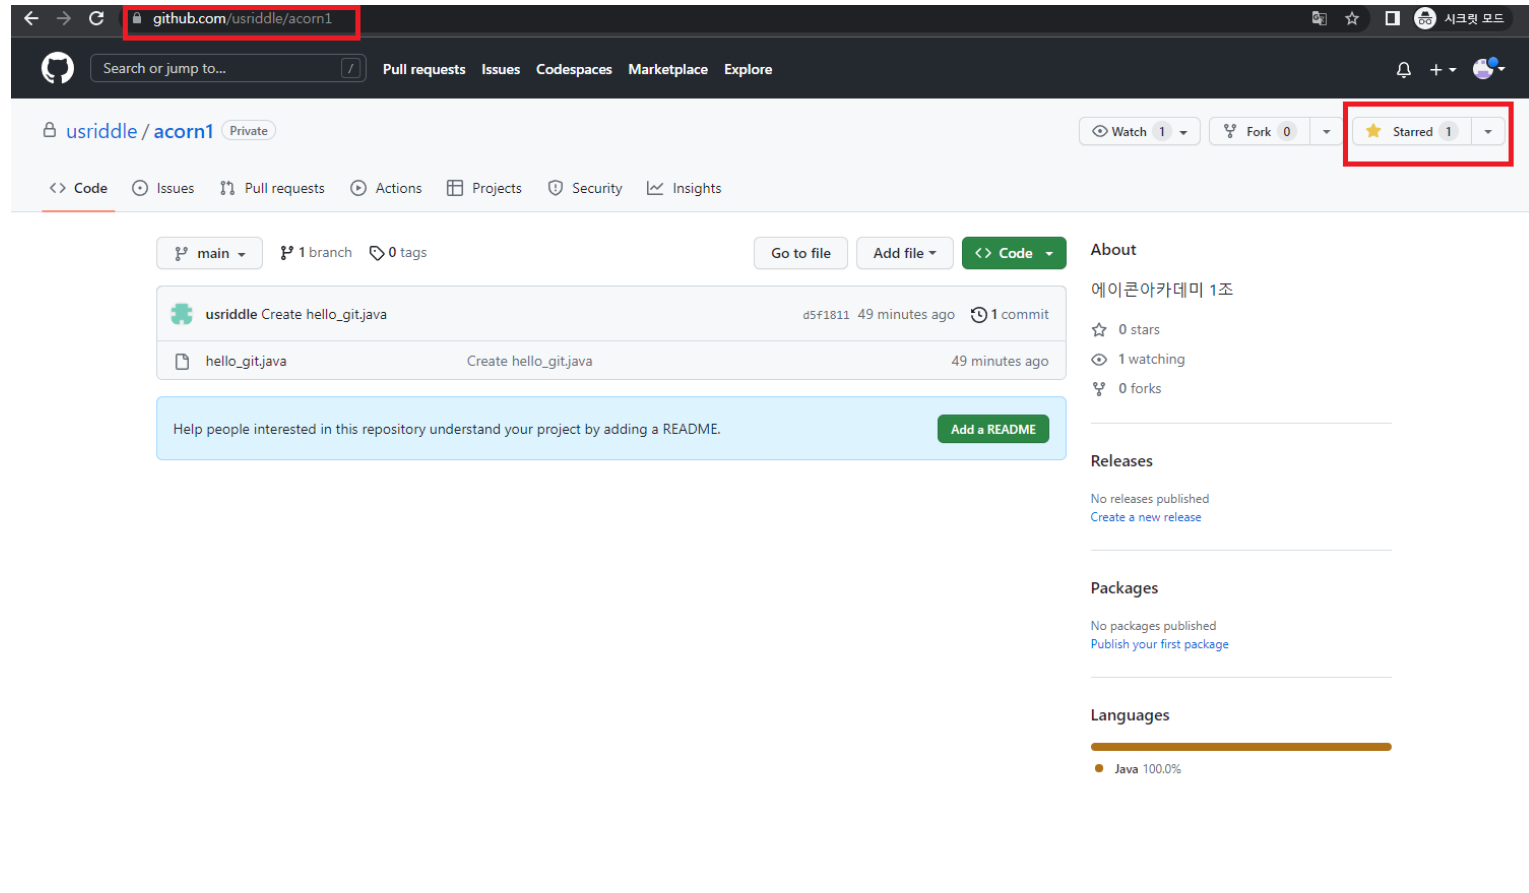 github.com/usriddle/acorn1 시크릿 모드
Search or jump to... / Pull requests Issues Codespaces Marketplace Explore
usriddle / acorn1 Private Watch 1 Fork 0 Starred 1
Code Issues Pull requests Actions Projects Security Insights
main 1 branch 0 tags Go to file Add file Code
usriddle Create hello_git.java d5f1811 49 minutes ago 1 commit
hello_git.java Create hello_git.java 49 minutes ago
Help people interested in this repository understand your project by adding a README. Add a README
About
에이콘아카데미 1조
0 stars
1 watching
0 forks
Releases
No releases published
Create a new release
Packages
No packages published
Publish your first package
Languages
Java 100.0%